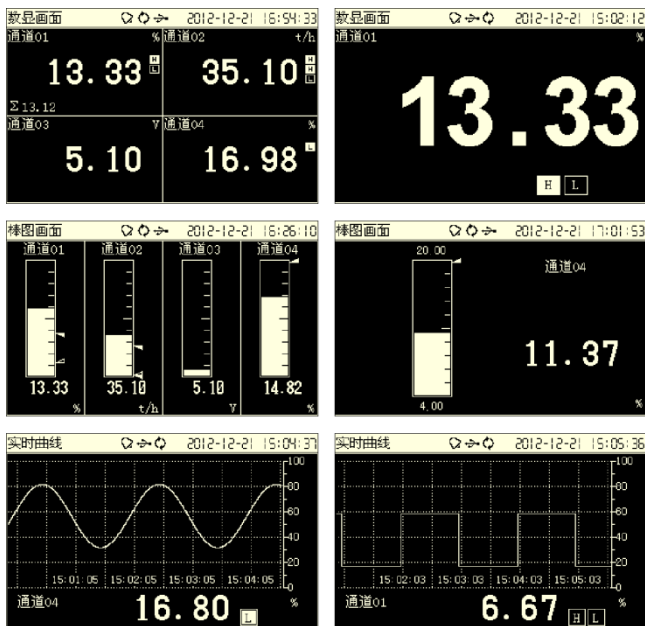 数显画面 2012-12-21 16:54:33
通道01 % 通道02 t/h
13.33 H L 35.10 H H L
Σ13.12
通道03 V 通道04 %
5.10 16.98 L
数显画面 2012-12-21 15:02:12
通道01 %
13.33
H L
棒图画面 2012-12-21 16:26:10
通道01 通道02 通道03 通道04
13.33 35.10 5.10 14.82
% t/h V %
棒图画面 2012-12-21 17:01:53
20.00
通道04
11.37
4.00 %
实时曲线 2012-12-21 15:04:37
100
80
60
40
20
15:01:05 15:02:05 15:03:05 15:04:05
0
通道04 16.80 L %
实时曲线 2012-12-21 15:05:36
100
80
60
40
20
15:02:03 15:03:03 15:04:03 15:05:03
0
通道01 6.67 H L %